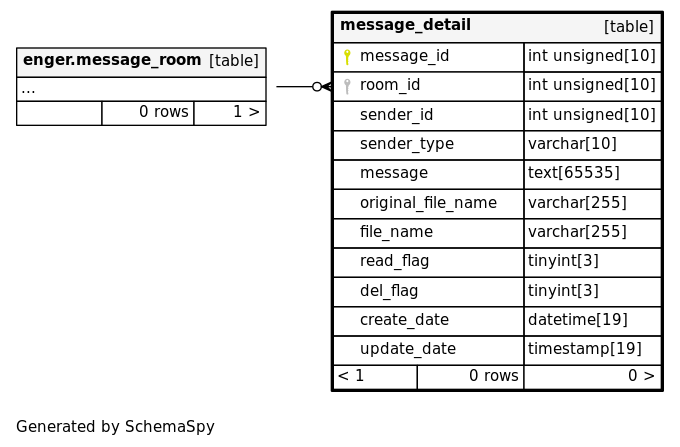 enger.message_room [table]
...
0 rows 1 >
message_detail [table]
message_id int unsigned[10]
room_id int unsigned[10]
sender_id int unsigned[10]
sender_type varchar[10]
message text[65535]
original_file_name varchar[255]
file_name varchar[255]
read_flag tinyint[3]
del_flag tinyint[3]
create_date datetime[19]
update_date timestamp[19]
< 1 0 rows 0 >
Generated by SchemaSpy